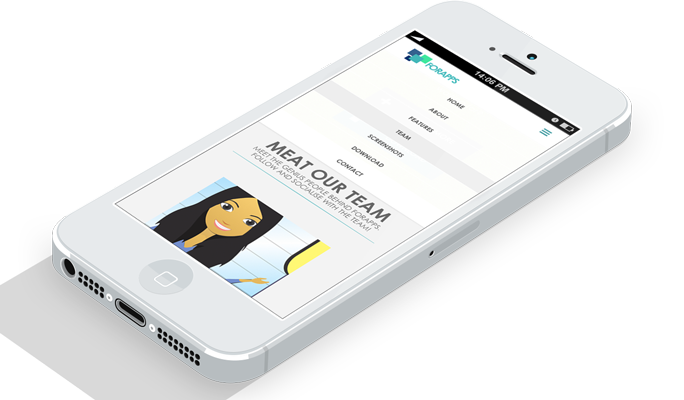 14:06 PM
FORAPPS
HOME
ABOUT
FEATURES
TEAM
SCREENSHOTS
DOWNLOAD
CONTACT
MEAT OUR TEAM
MEET THE GENIUS PEOPLE BEHIND FORAPPS.
FOLLOW AND SOCIALISE WITH THE TEAM!